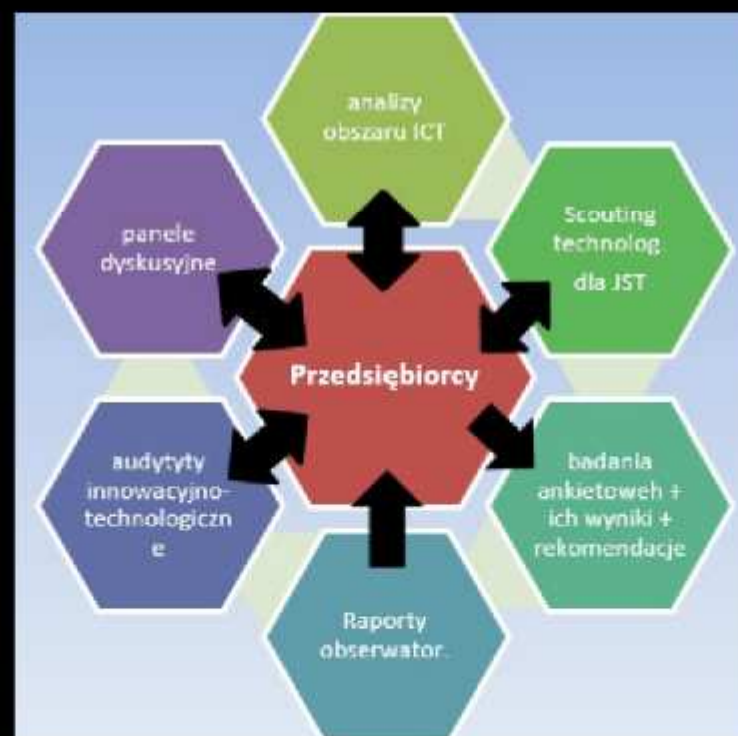 analizy
obszaru ICT
Scouting
technolog
dla JST
panele
dyskusyjne
Przedsiębiorcy
audytyty
innowacyjno-
technologiczn
e
badania
ankietoweh +
ich wyniki +
rekomendacje
Raporty
obserwator.